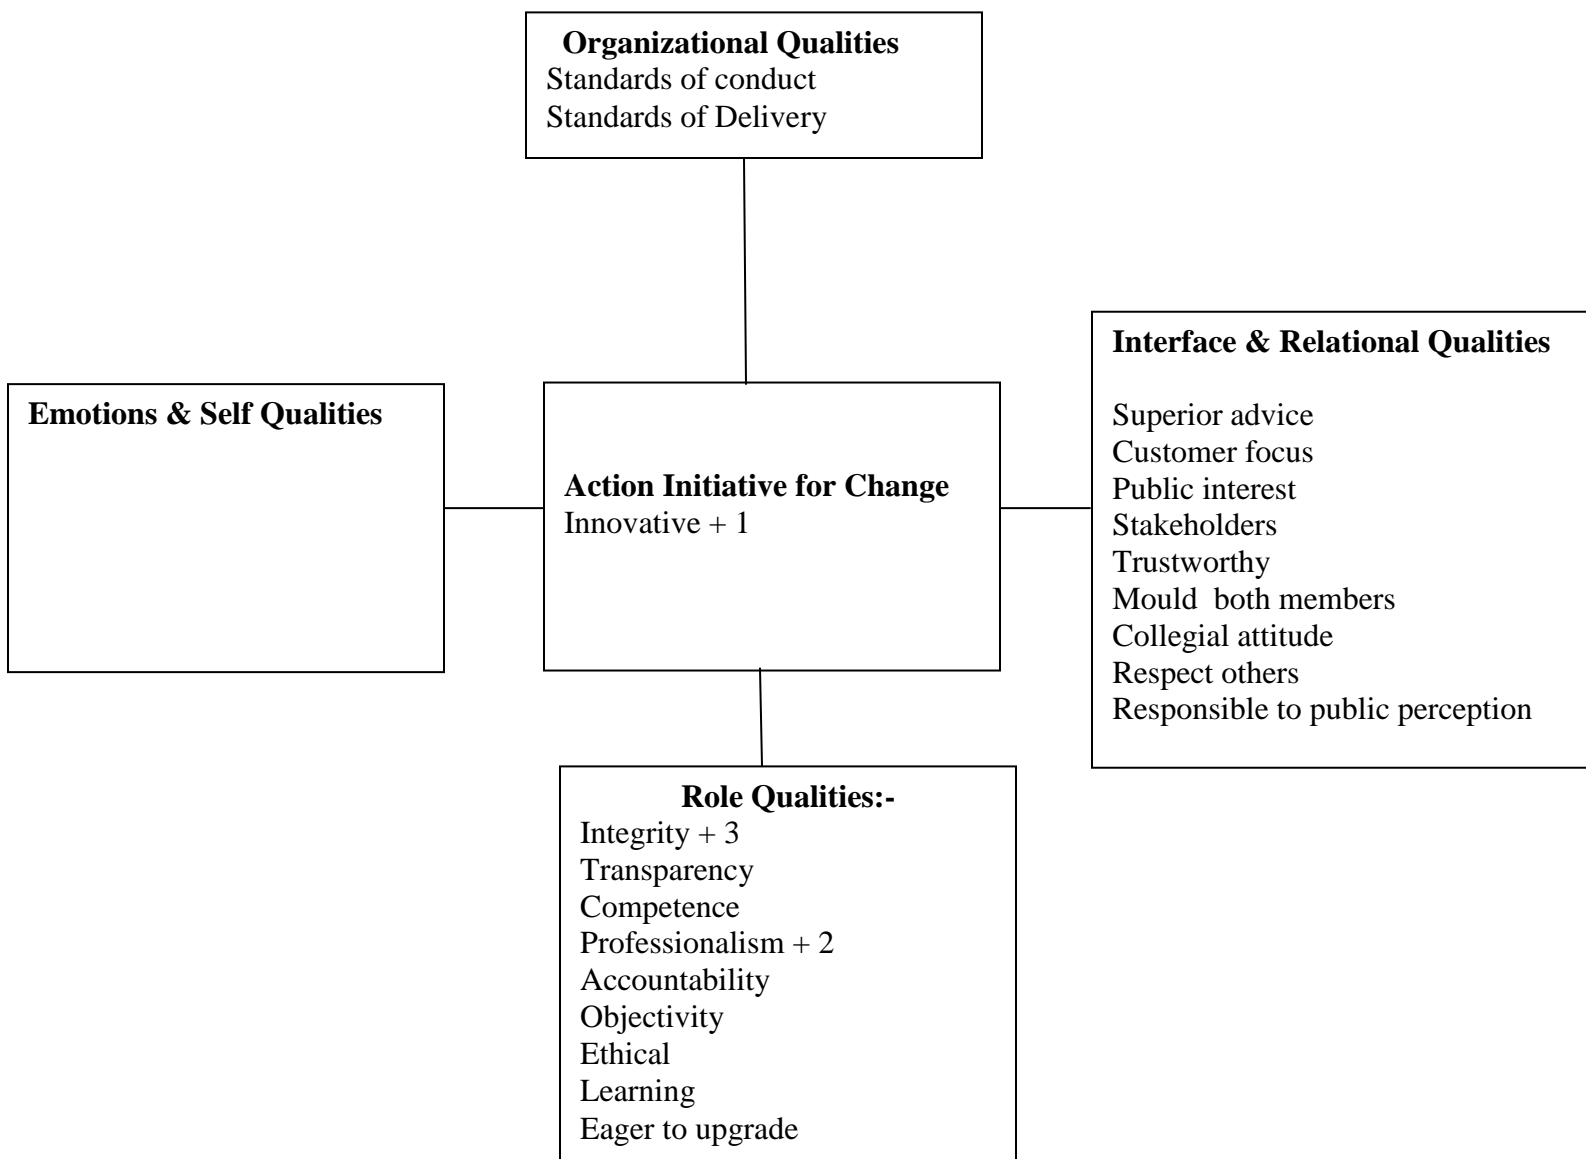 Organizational Qualities
Standards of conduct
Standards of Delivery
Emotions & Self Qualities
Action Initiative for Change
Innovative + 1
Interface & Relational Qualities
Superior advice
Customer focus
Public interest
Stakeholders
Trustworthy
Mould both members
Collegial attitude
Respect others
Responsible to public perception
Role Qualities:-
Integrity + 3
Transparency
Competence
Professionalism + 2
Accountability
Objectivity
Ethical
Learning
Eager to upgrade